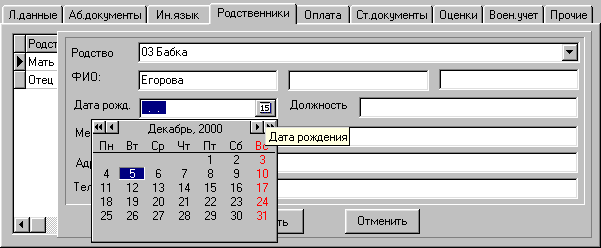 Л.данные Аб.документы Ин.язык Родственники Оплата Ст.документы Оценки Воен.учет Прочие
Родст
Мать
Отец
Родство 03 Бабка
ФИО: Егорова
Дата рожд. . . 15 Должность
Ме
Декабрь, 2000
Дата рождения
Пн Вт Ср Чт Пт Сб Вс
1 2 3
4 5 6 7 8 9 10
11 12 13 14 15 16 17
18 19 20 21 22 23 24
25 26 27 28 29 30 31
Адр
Теле
ть Отменить